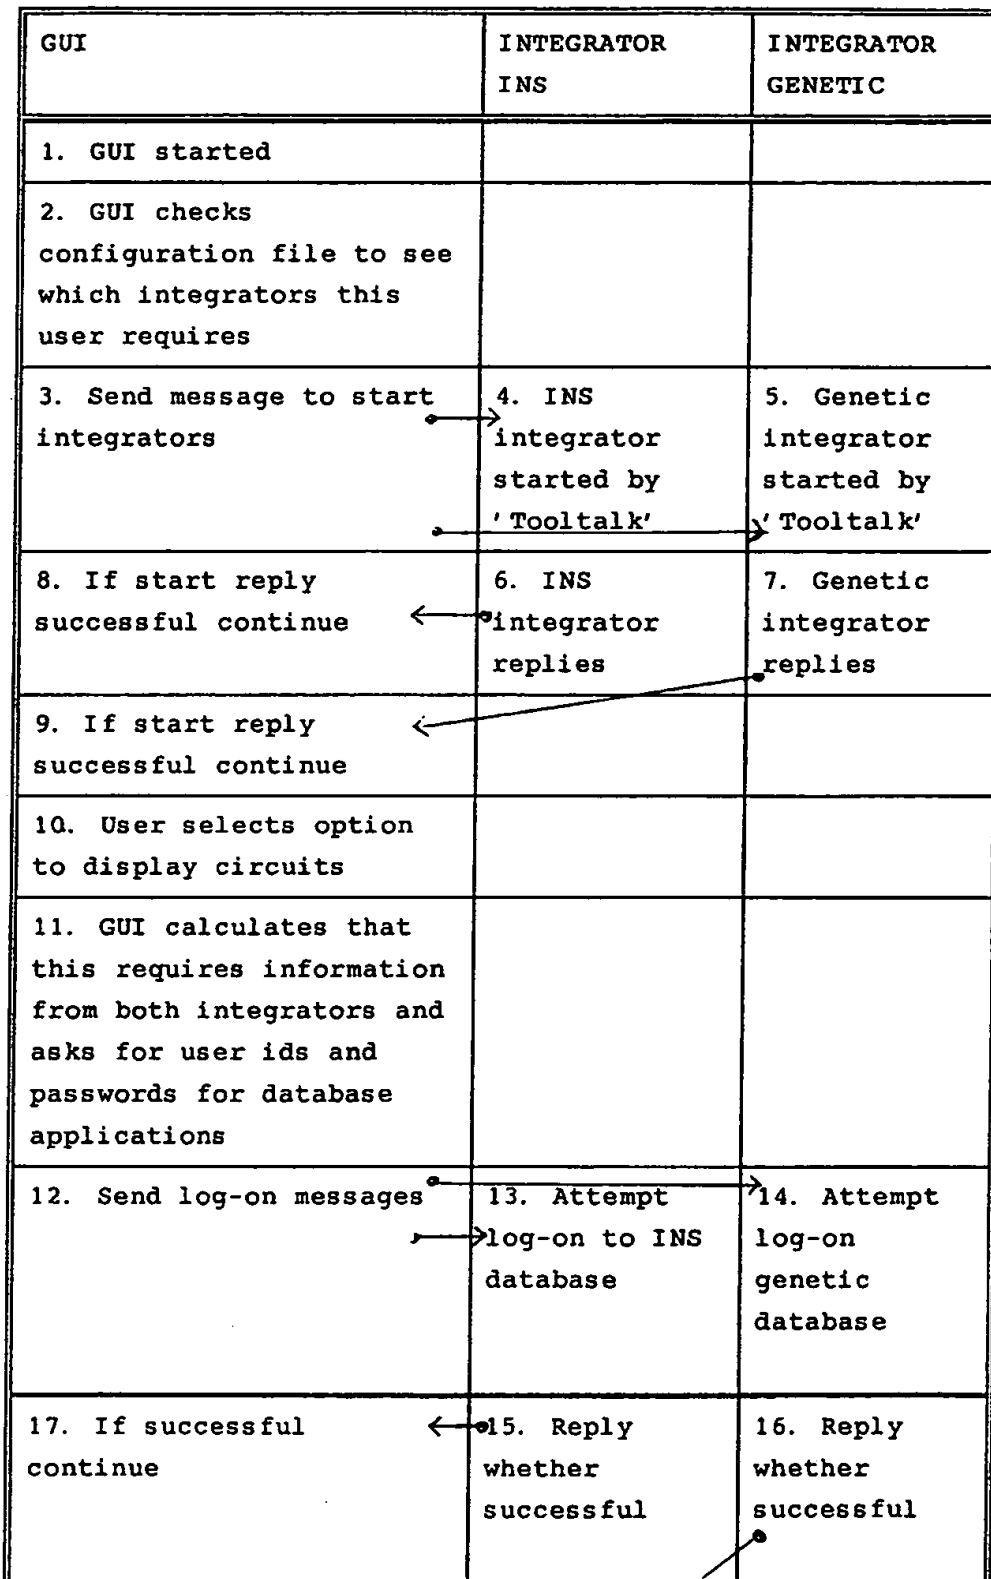 GUI
INTEGRATOR
INS
INTEGRATOR
GENETIC
1. GUI started
2. GUI checks
configuration file to see
which integrators this
user requires
3. Send message to start
integrators
4. INS
integrator
started by
'Tooltalk'
5. Genetic
integrator
started by
'Tooltalk'
8. If start reply
successful continue
6. INS
integrator
replies
7. Genetic
integrator
replies
9. If start reply
successful continue
10. User selects option
to display circuits
11. GUI calculates that
this requires information
from both integrators and
asks for user ids and
passwords for database
applications
12. Send log-on messages
13. Attempt
log-on to INS
database
14. Attempt
log-on
genetic
database
17. If successful
continue
15. Reply
whether
successful
16. Reply
whether
successful